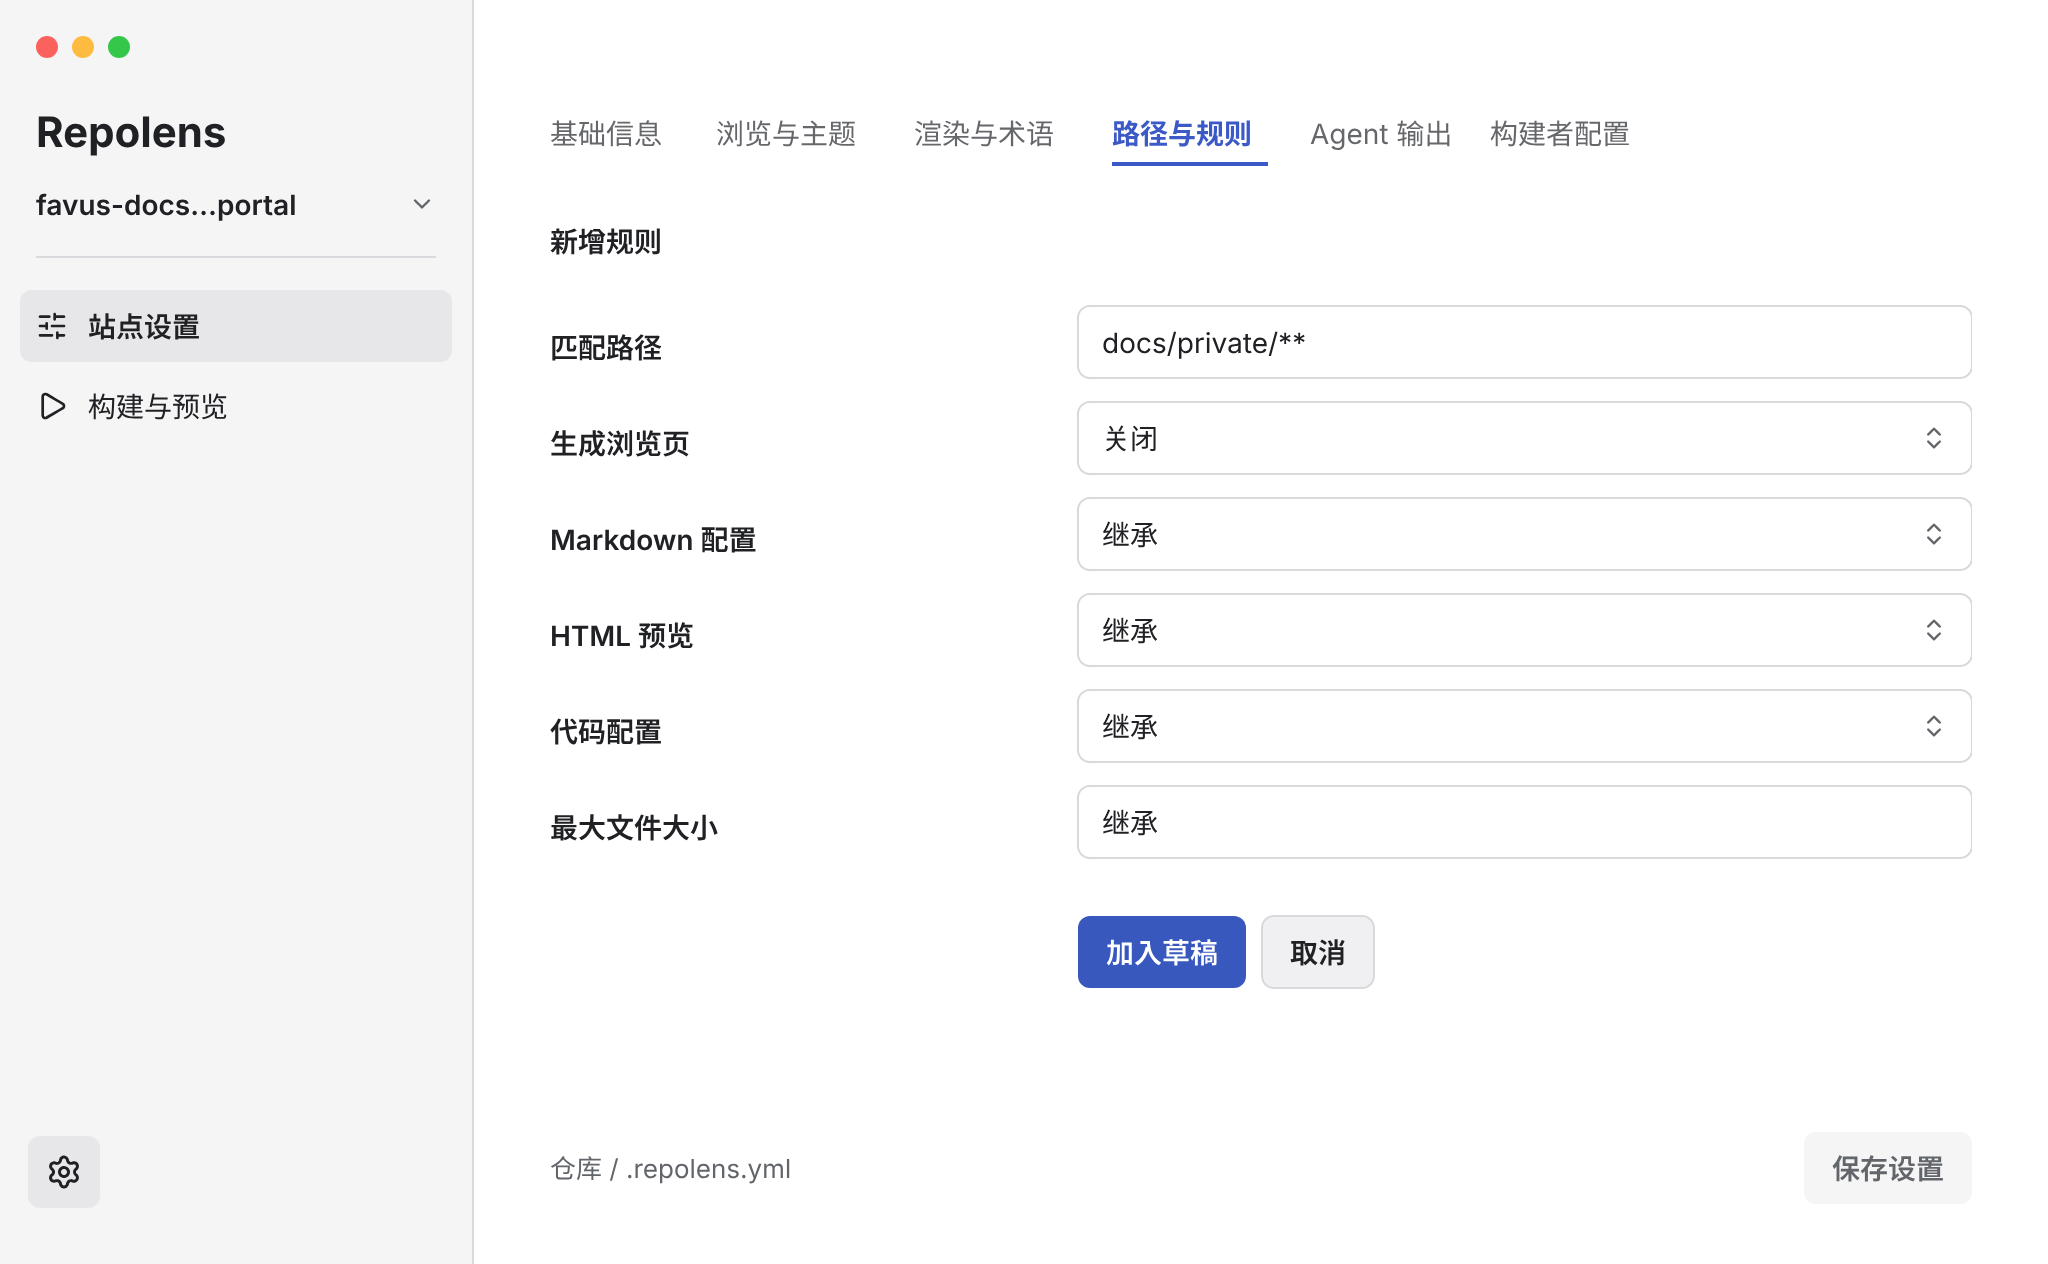 Repolens
favus-docs...portal
站点设置
构建与预览
基础信息 浏览与主题 渲染与术语 路径与规则 Agent 输出 构建者配置
新增规则
匹配路径 docs/private/**
生成浏览页 关闭
Markdown 配置 继承
HTML 预览 继承
代码配置 继承
最大文件大小 继承
加入草稿 取消
仓库 / .repolens.yml 保存设置